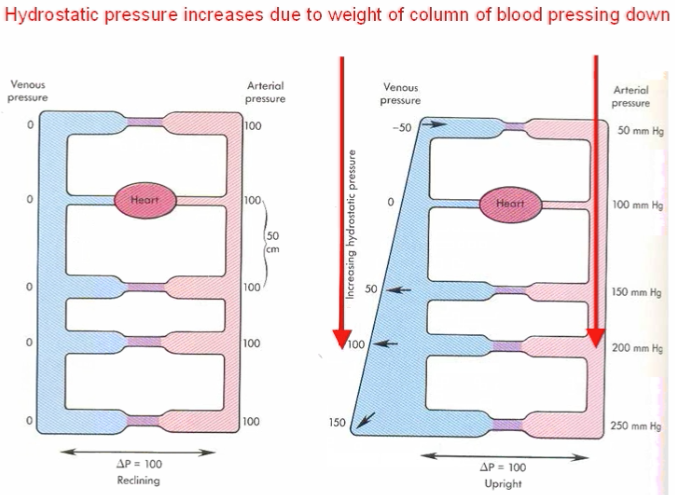 Hydrostatic pressure increases due to weight of column of blood pressing down
Venous
pressure
Arterial
pressure
0
100
0
Heart
100
50
cm
0
100
0
100
0
100
ΔP = 100
Reclining
Venous
pressure
Arterial
pressure
-50
50 mm Hg
Increasing hydrostatic pressure
0
Heart
100 mm Hg
50
150 mm Hg
100
200 mm Hg
150
250 mm Hg
ΔP = 100
Upright